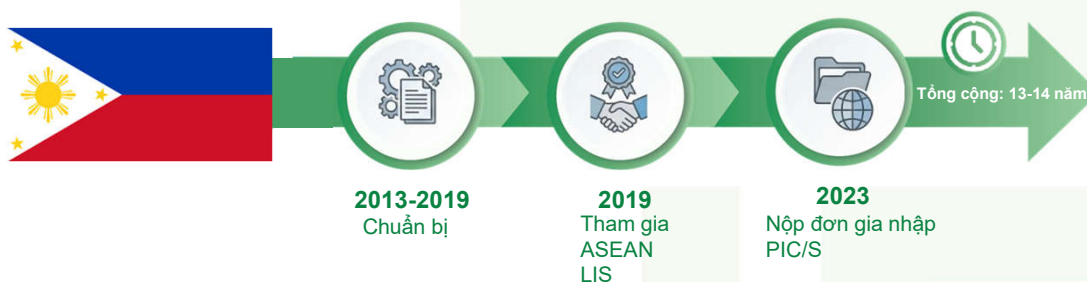 Tổng cộng: 13-14 năm
2013-2019
Chuẩn bị
2019
Tham gia
ASEAN
LIS
2023
Nộp đơn gia nhập
PIC/S